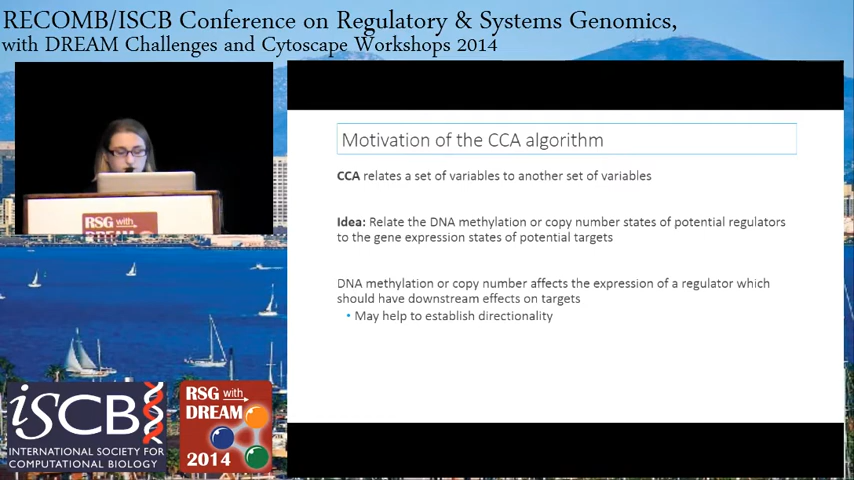 RECOMB/ISCB Conference on Regulatory & Systems Genomics,
with DREAM Challenges and Cytoscape Workshops 2014
Motivation of the CCA algorithm
CCA relates a set of variables to another set of variables
Idea: Relate the DNA methylation or copy number states of potential regulators
to the gene expression states of potential targets
DNA methylation or copy number affects the expression of a regulator which
should have downstream effects on targets
• May help to establish directionality
RSG with
DREAM
iSCB
INTERNATIONAL SOCIETY FOR
COMPUTATIONAL BIOLOGY
RSG with
DREAM
2014